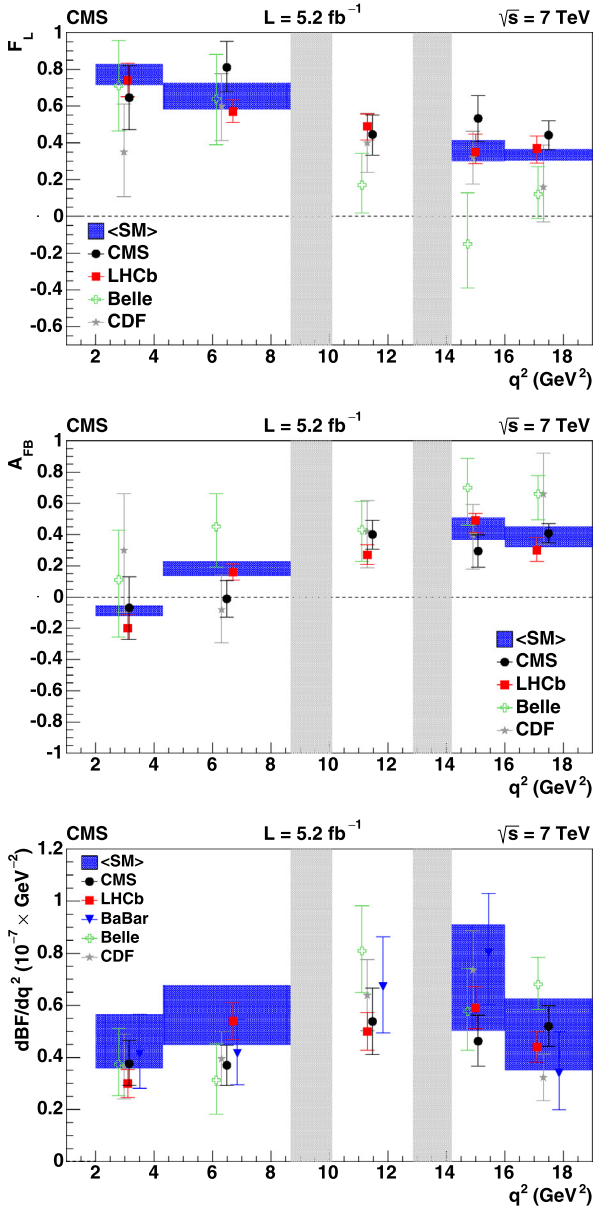 CMS L = 5.2 fb⁻¹ √s = 7 TeV
F_L
1
0.8
0.6
0.4
0.2
0
-0.2
-0.4
-0.6
<SM>
CMS
LHCb
Belle
CDF
2 4 6 8 10 12 14 16 18
q² (GeV²)
CMS L = 5.2 fb⁻¹ √s = 7 TeV
A_FB
1
0.8
0.6
0.4
0.2
0
-0.2
-0.4
-0.6
-0.8
-1
<SM>
CMS
LHCb
Belle
CDF
2 4 6 8 10 12 14 16 18
q² (GeV²)
CMS L = 5.2 fb⁻¹ √s = 7 TeV
dBF/dq² (10⁻⁷ × GeV⁻²)
1.2
1
0.8
0.6
0.4
0.2
0
<SM>
CMS
LHCb
BaBar
Belle
CDF
2 4 6 8 10 12 14 16 18
q² (GeV²)